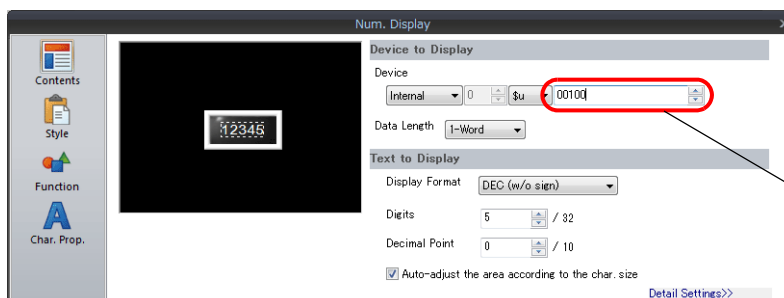 Num. Display
Contents
Style
Function
Char. Prop.
12345
Device to Display
Device
Internal 0 $u 00100
Data Length 1-Word
Text to Display
Display Format DEC (w/o sign)
Digits 5 / 32
Decimal Point 0 / 10
Auto-adjust the area according to the char. size
Detail Settings>>